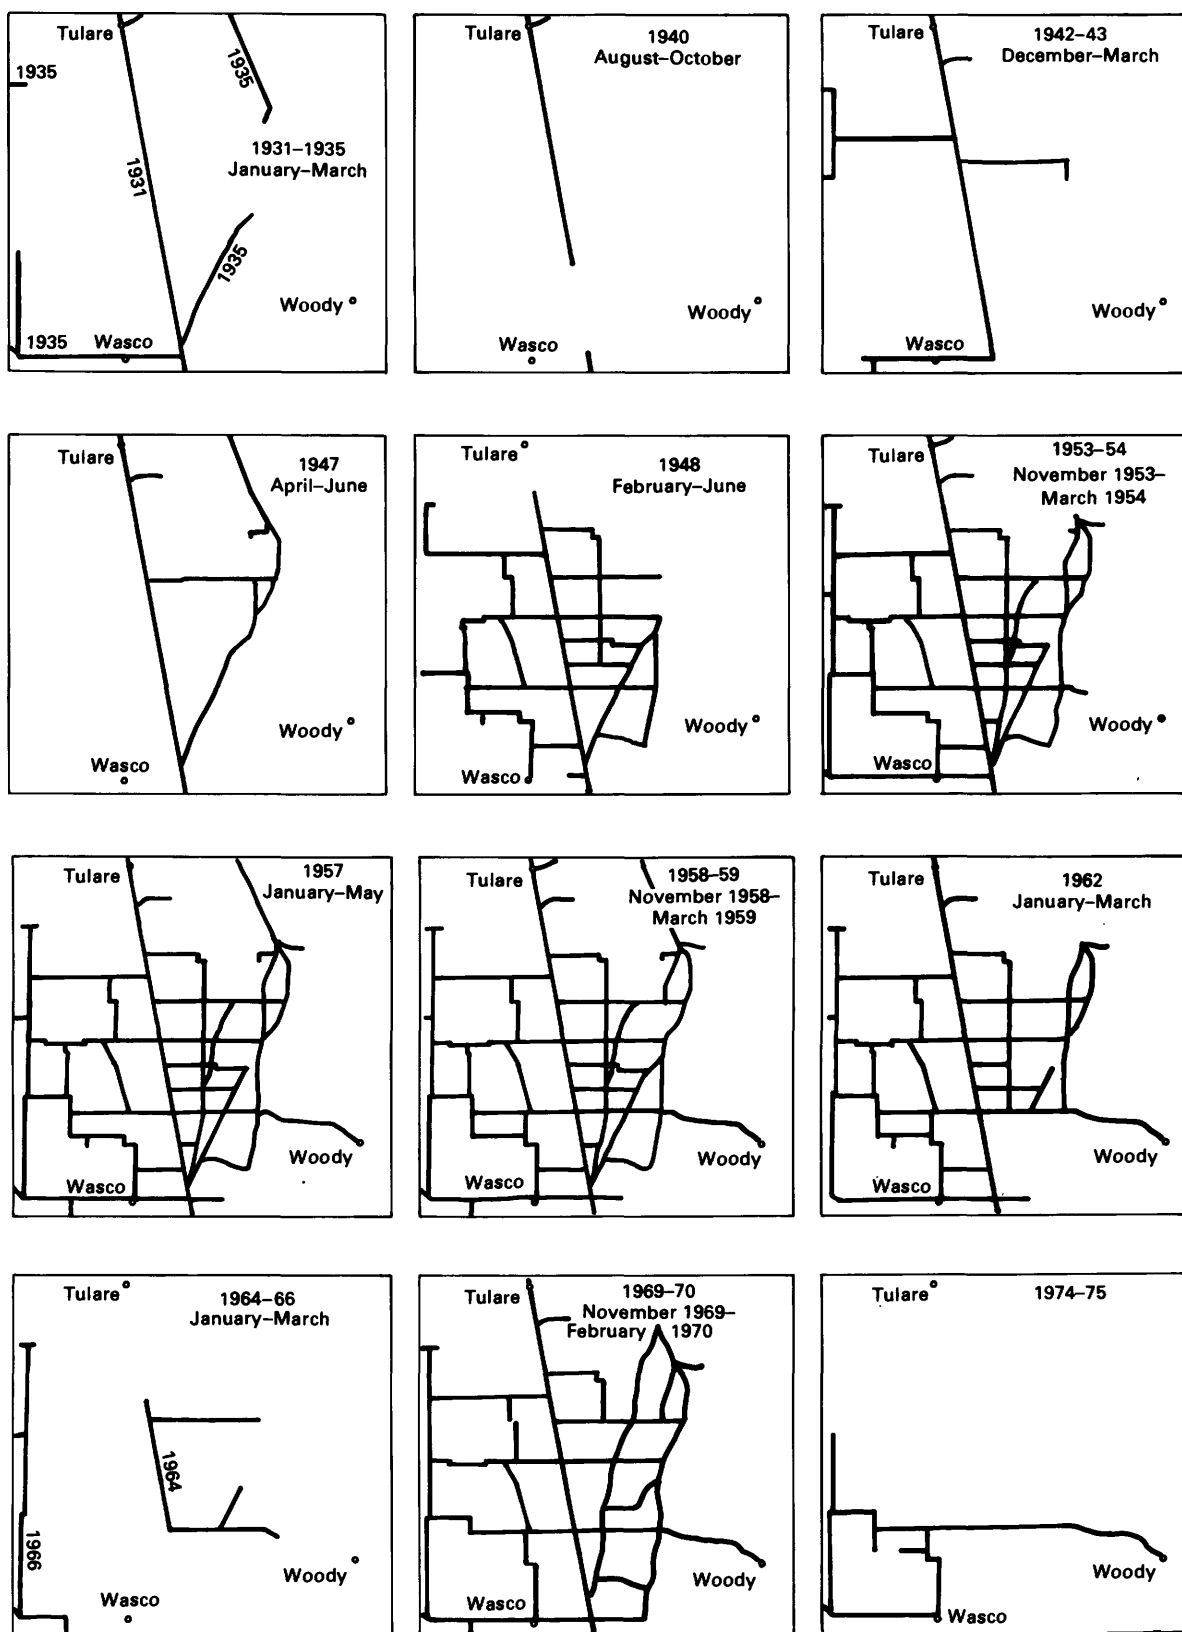 Tulare
1935
1935
1931–1935
January–March
1931
1935
Woody
1935
Wasco
Tulare
1940
August–October
Woody
Wasco
Tulare
1942–43
December–March
Woody
Wasco
Tulare
1947
April–June
Woody
Wasco
Tulare
1948
February–June
Woody
Wasco
Tulare
1953–54
November 1953–
March 1954
Woody
Wasco
Tulare
1957
January–May
Woody
Wasco
Tulare
1958–59
November 1958–
March 1959
Woody
Wasco
Tulare
1962
January–March
Woody
Wasco
Tulare
1964–66
January–March
1964
1966
Woody
Wasco
Tulare
1969–70
November 1969–
February 1970
Woody
Wasco
Tulare
1974–75
Woody
Wasco